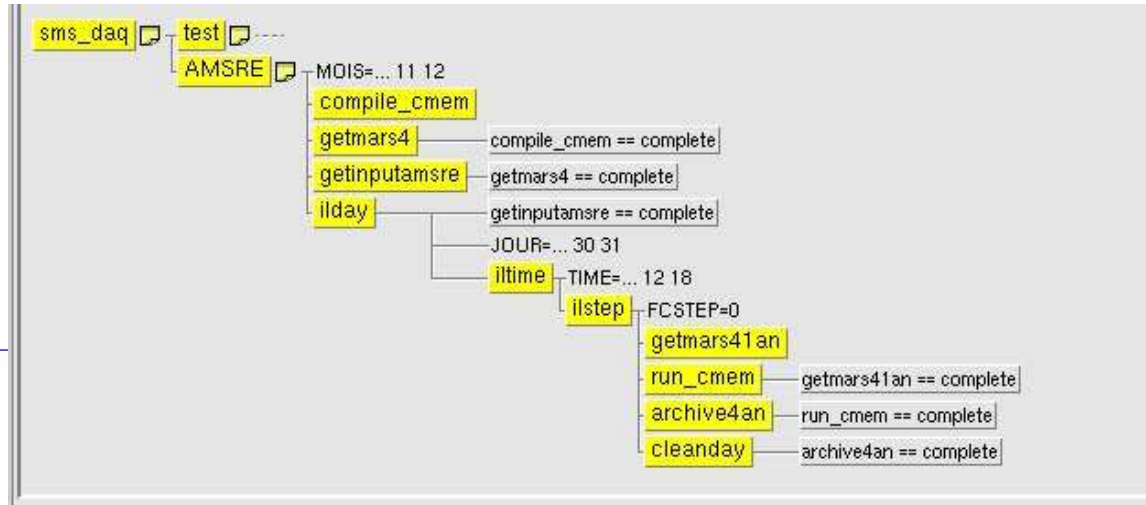 sms_daq test
AMSRE MOIS=... 11 12
compile_cmem
getmars4 compile_cmem == complete
getinputamsre getmars4 == complete
ilday getinputamsre == complete
JOUR=... 30 31
iltime TIME=... 12 18
ilstep FCSTEP=0
getmars41an
run_cmem getmars41an == complete
archive4an run_cmem == complete
cleanday archive4an == complete